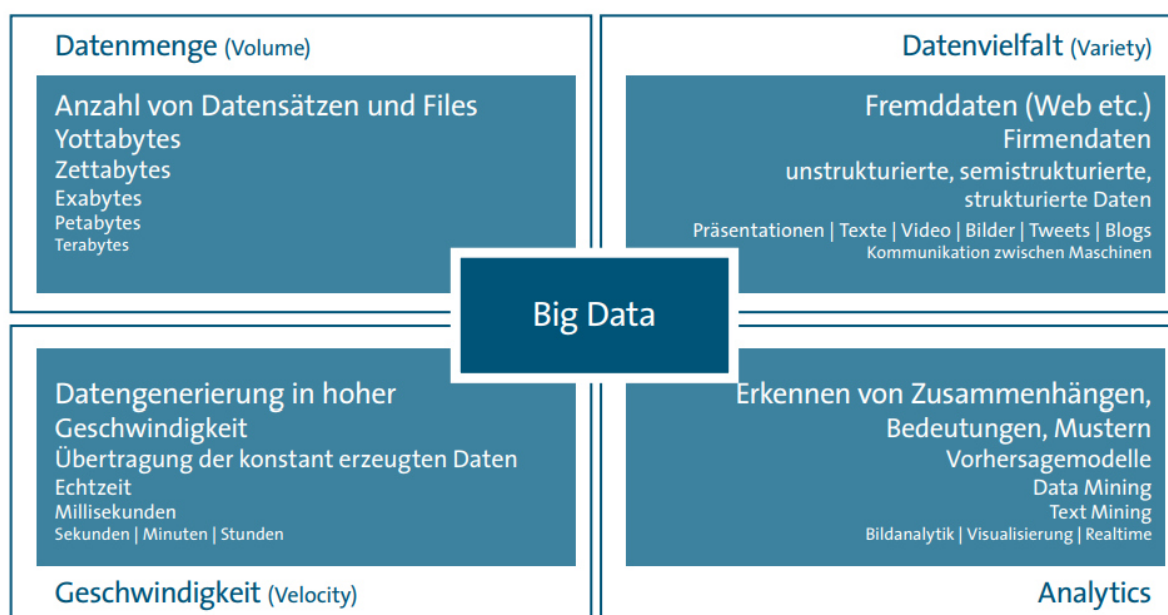 Datenmenge (Volume)
Anzahl von Datensätzen und Files
Yottabytes
Zettabytes
Exabytes
Petabytes
Terabytes
Datenvielfalt (Variety)
Fremddaten (Web etc.)
Firmendaten
unstrukturierte, semistrukturierte,
strukturierte Daten
Präsentationen | Texte | Video | Bilder | Tweets | Blogs
Kommunikation zwischen Maschinen
Big Data
Datengenerierung in hoher
Geschwindigkeit
Übertragung der konstant erzeugten Daten
Echtzeit
Millisekunden
Sekunden | Minuten | Stunden
Geschwindigkeit (Velocity)
Erkennen von Zusammenhängen,
Bedeutungen, Mustern
Vorhersagemodelle
Data Mining
Text Mining
Bildanalytik | Visualisierung | Realtime
Analytics